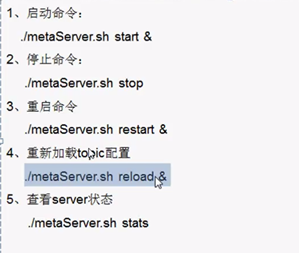 1、启动命令：
./metaServer.sh start &
2、停止命令：
./metaServer.sh stop
3、重启命令
./metaServer.sh restart &
4、重新加载topic配置
./metaServer.sh reload &
5、查看server状态
./metaServer.sh stats